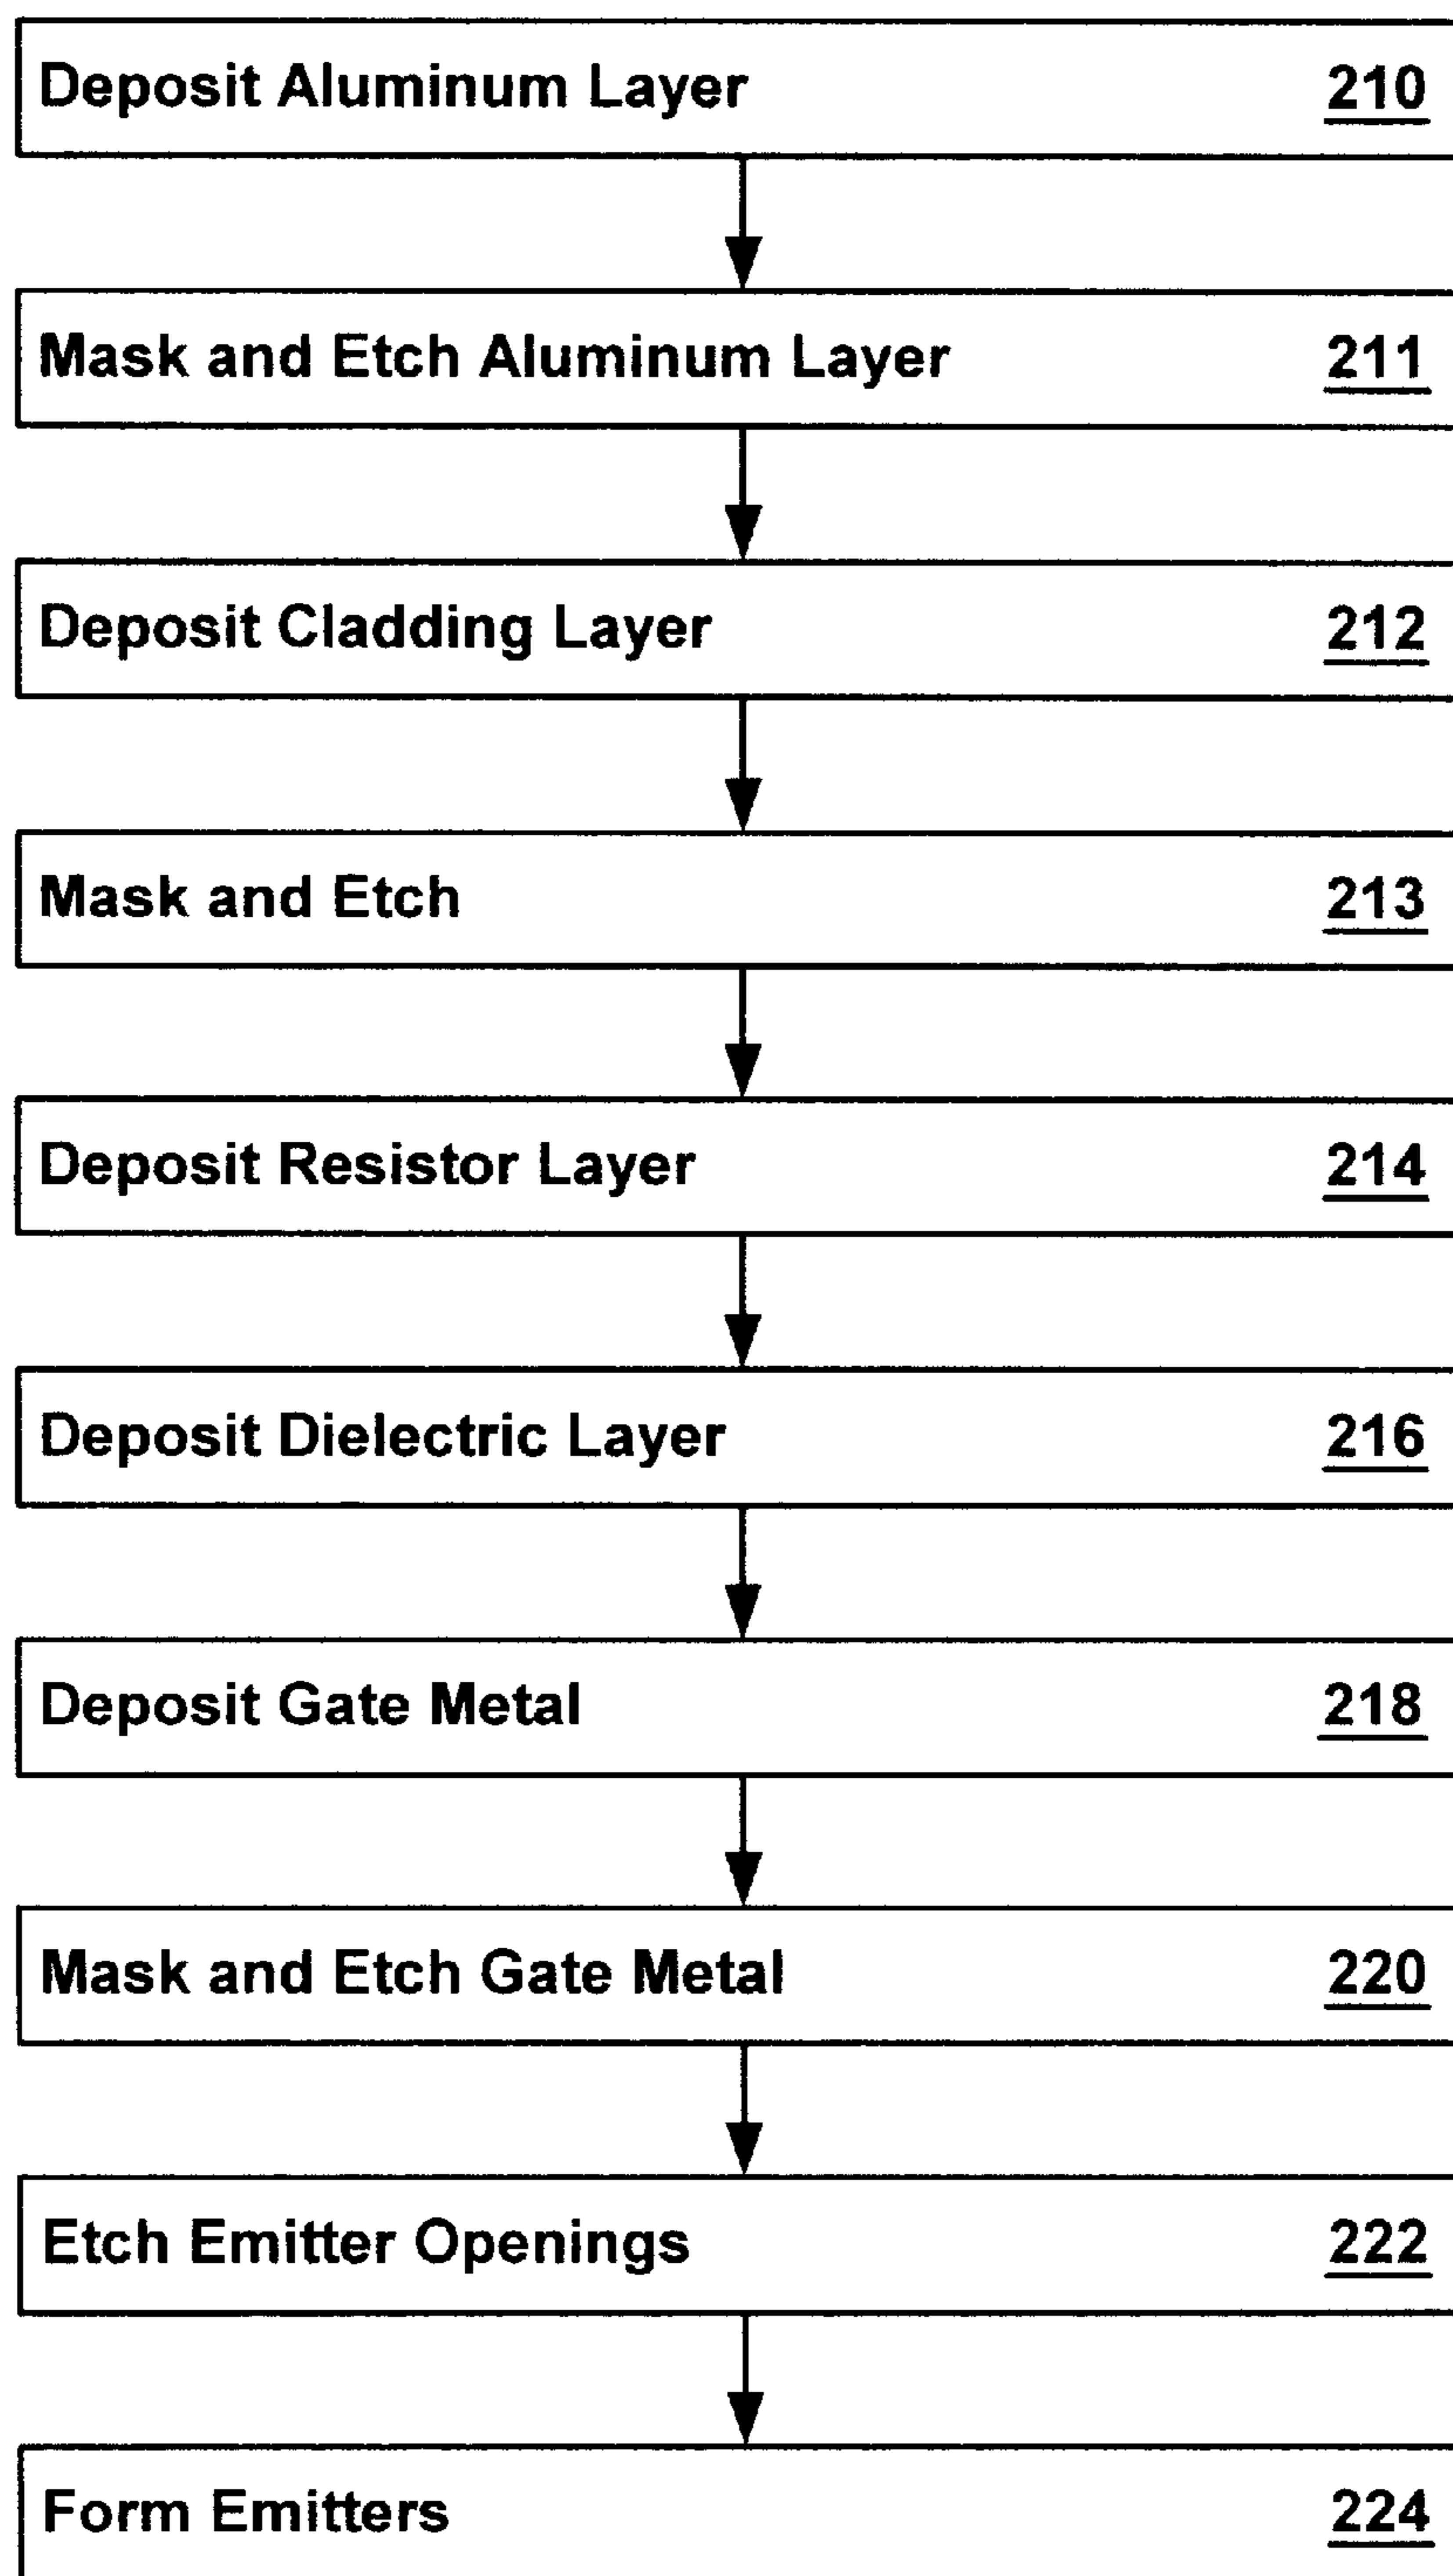 Deposit Aluminum Layer 210
Mask and Etch Aluminum Layer 211
Deposit Cladding Layer 212
Mask and Etch 213
Deposit Resistor Layer 214
Deposit Dielectric Layer 216
Deposit Gate Metal 218
Mask and Etch Gate Metal 220
Etch Emitter Openings 222
Form Emitters 224